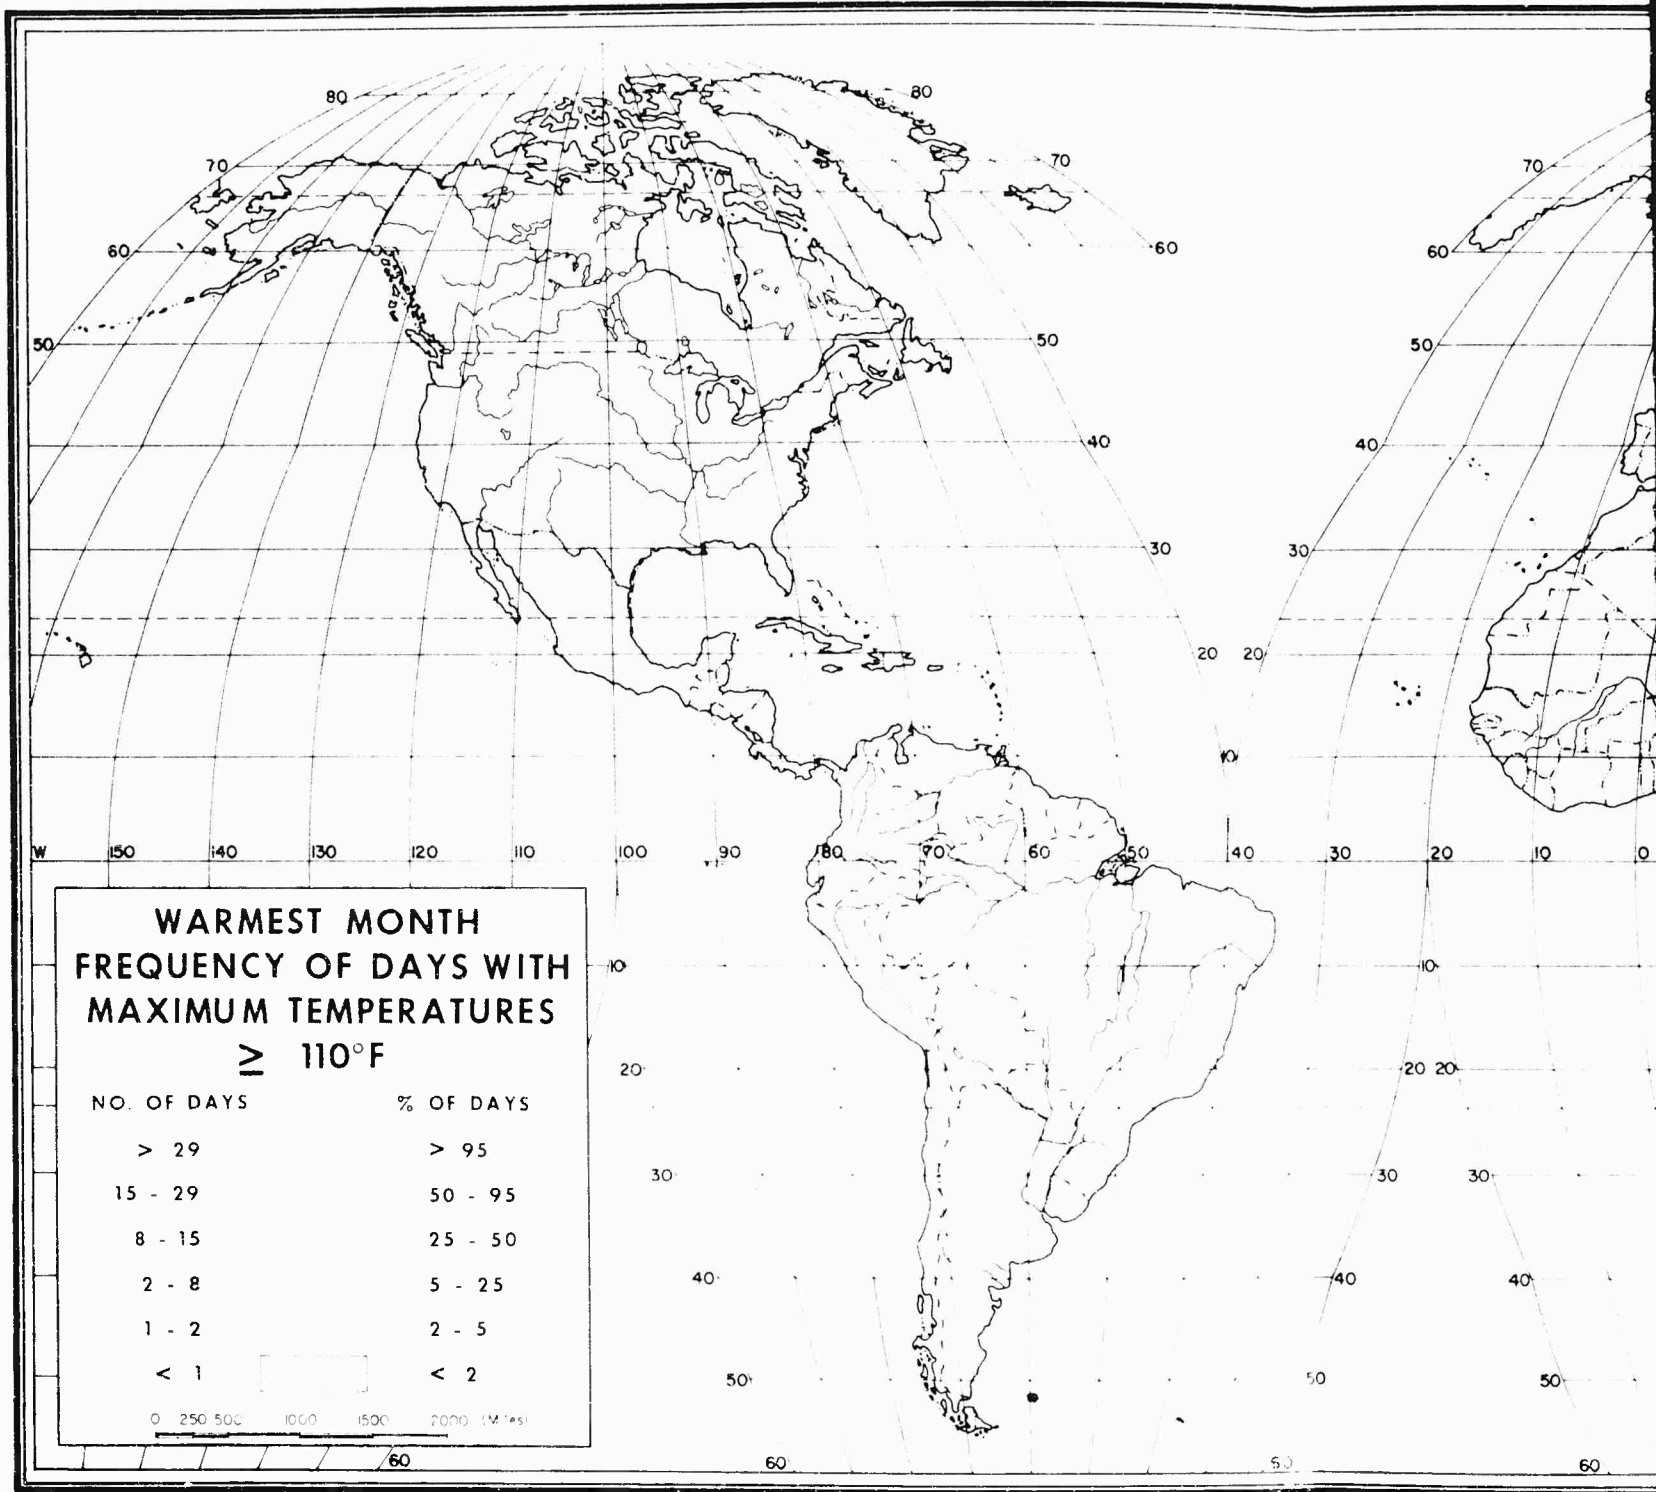 80 80
70 70 70
60 60 60
50 50 50
40 40
30 30
20 20
10
W 150 140 130 120 110 100 90 80 70 60 50 40 30 20 10 0
WARMEST MONTH
FREQUENCY OF DAYS WITH
MAXIMUM TEMPERATURES
≥ 110°F
NO. OF DAYS % OF DAYS
> 29 > 95
15 - 29 50 - 95
8 - 15 25 - 50
2 - 8 5 - 25
1 - 2 2 - 5
< 1 < 2
0 250 500 1000 1500 2000 (Miles)
10 10
20 20 20
30 30 30
40 40 40
50 50 50
60 60 60